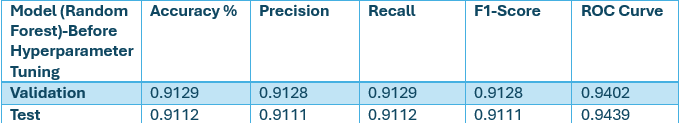 Model (Random Accuracy % Precision Recall F1-Score ROC Curve
Forest)-Before
Hyperparameter
Tuning
Validation 0.9129 0.9128 0.9129 0.9128 0.9402
Test 0.9112 0.9111 0.9112 0.9111 0.9439